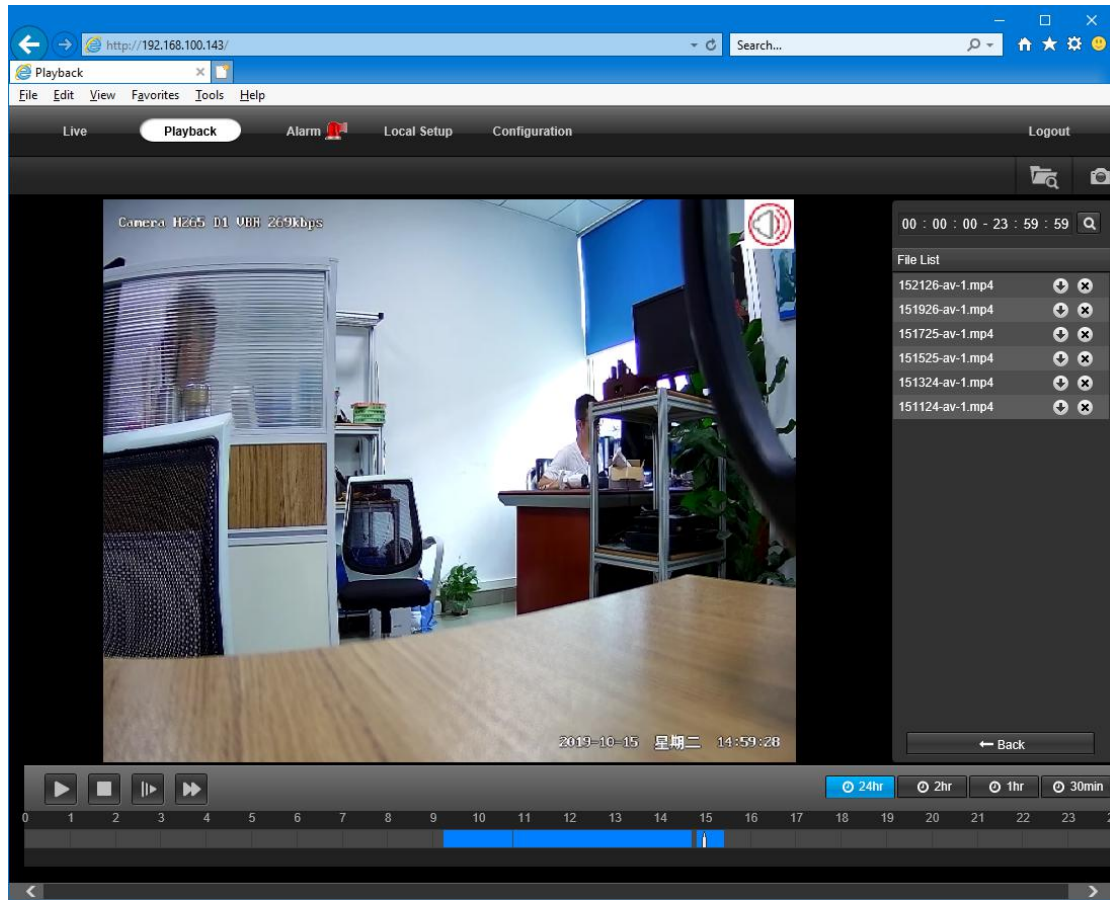 http://192.168.100.143/
Search...
Playback
File Edit View Favorites Tools Help
Live Playback Alarm Local Setup Configuration Logout
Camera H265 D1 VBR 269kbps
00 : 00 : 00 - 23 : 59 : 59
File List
152126-av-1.mp4
151926-av-1.mp4
151725-av-1.mp4
151525-av-1.mp4
151324-av-1.mp4
151124-av-1.mp4
2019-10-15 星期二 14:59:28
Back
24hr 2hr 1hr 30min
0 1 2 3 4 5 6 7 8 9 10 11 12 13 14 15 16 17 18 19 20 21 22 23